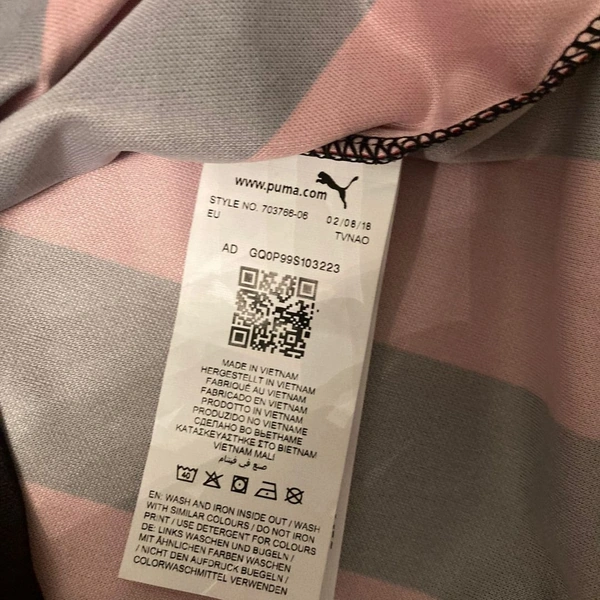 www.puma.com
STYLE NO. 703766-06 02/08/18
EU TVNAO
AD GQ0P99S103223
MADE IN VIETNAM
HERGESTELLT IN VIETNAM
FABRIQUÉ AU VIETNAM
FABRICADO EN VIETNAM
PRODOTTO IN VIETNAM
PRODUZIDO NO VIETNAME
СДЕЛАНО ВО ВЬЕТНАМЕ
ΚΑΤΑΣΚΕΥΑΣΤΗΚΕ ΣΤΟ ΒΙΕΤΝΑΜ
VIETNAM MALI
صنع في فيتنام
40
EN: WASH AND IRON INSIDE OUT / WASH
WITH SIMILAR COLOURS / DO NOT IRON
PRINT / USE DETERGENT FOR COLOURS
DE: LINKS WASCHEN UND BÜGELN /
MIT ÄHNLICHEN FARBEN WASCHEN
/ NICHT DEN AUFDRUCK BÜGELN /
COLORWASCHMITTEL VERWENDEN